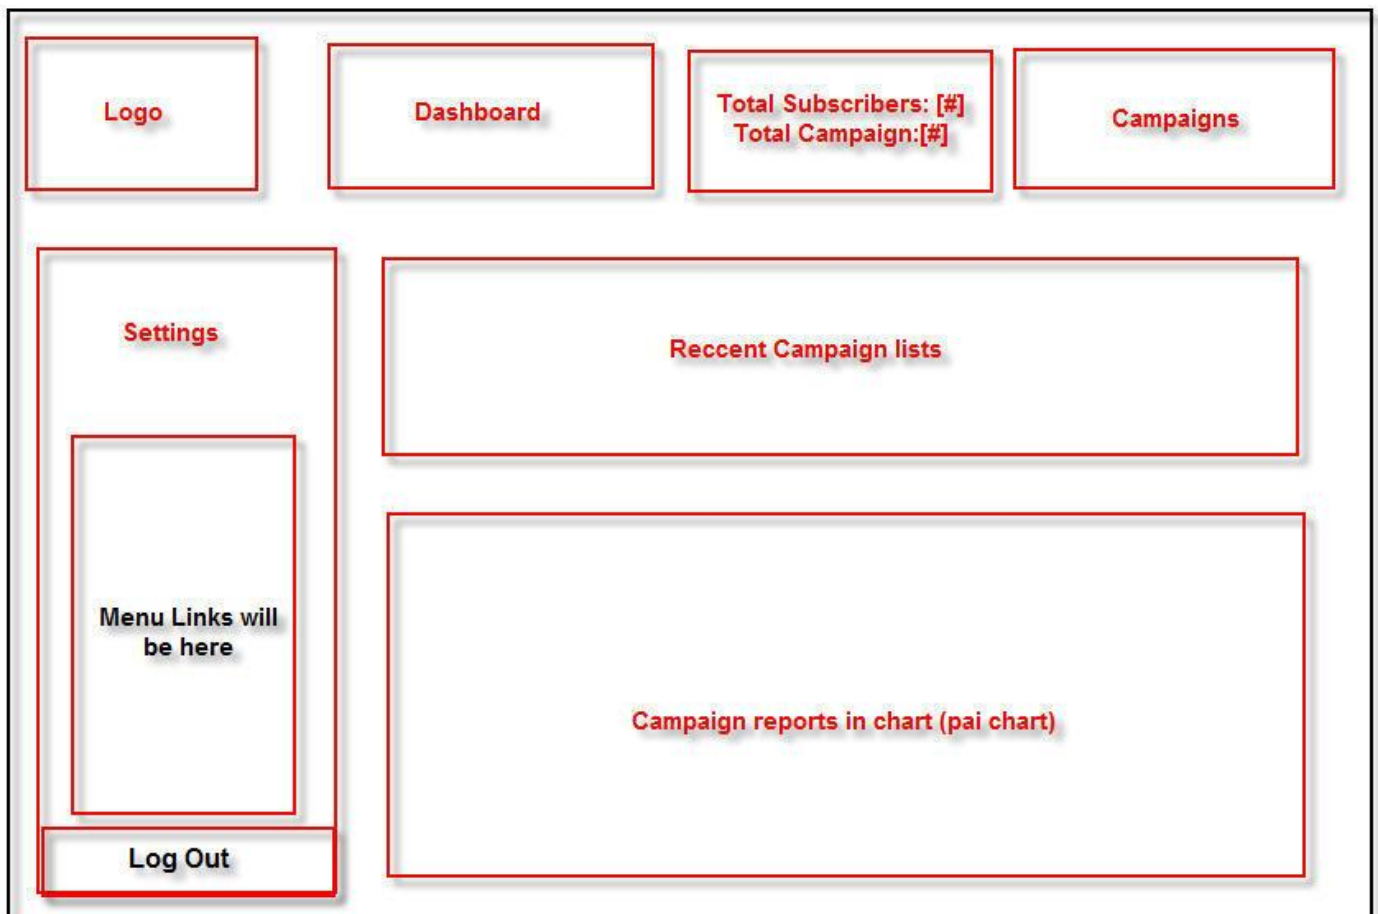 Logo
Dashboard
Total Subscribers: [#]
Total Campaign:[#]
Campaigns
Settings
Reccent Campaign lists
Menu Links will
be here
Campaign reports in chart (pai chart)
Log Out